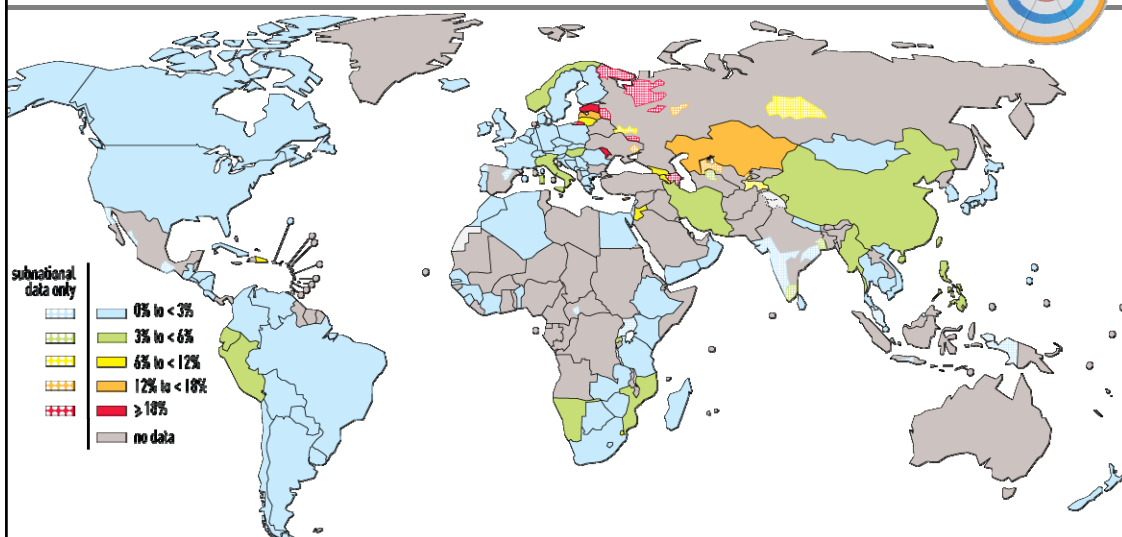 subnational
data only
0% to < 3%
3% to < 6%
6% to < 12%
12% to < 18%
≥ 18%
no data